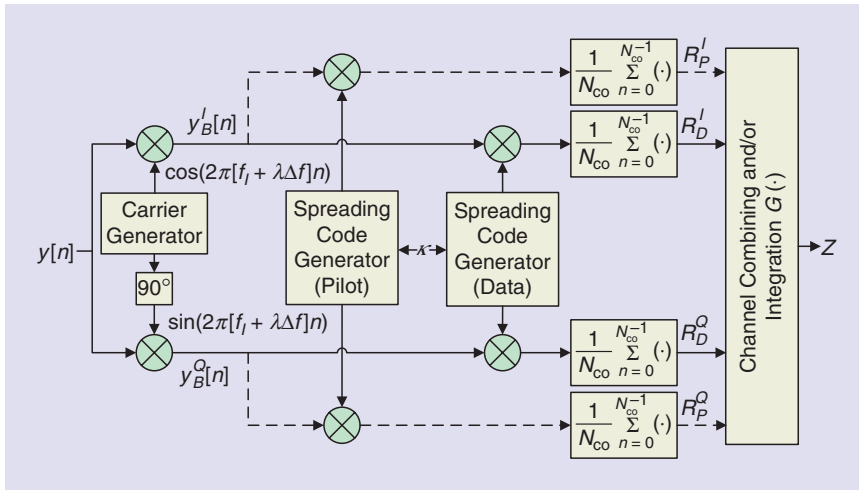 y[n]
y_B^I[n]
cos(2π[f_I + λΔf]n)
Carrier
Generator
90°
sin(2π[f_I + λΔf]n)
y_B^Q[n]
Spreading
Code
Generator
(Pilot)
κ
Spreading
Code
Generator
(Data)
1/N_co Σ_{n = 0}^{N_co−1} (·)
R_P^I
1/N_co Σ_{n = 0}^{N_co−1} (·)
R_D^I
1/N_co Σ_{n = 0}^{N_co−1} (·)
R_D^Q
1/N_co Σ_{n = 0}^{N_co−1} (·)
R_P^Q
Channel Combining and/or
Integration G (·)
Z